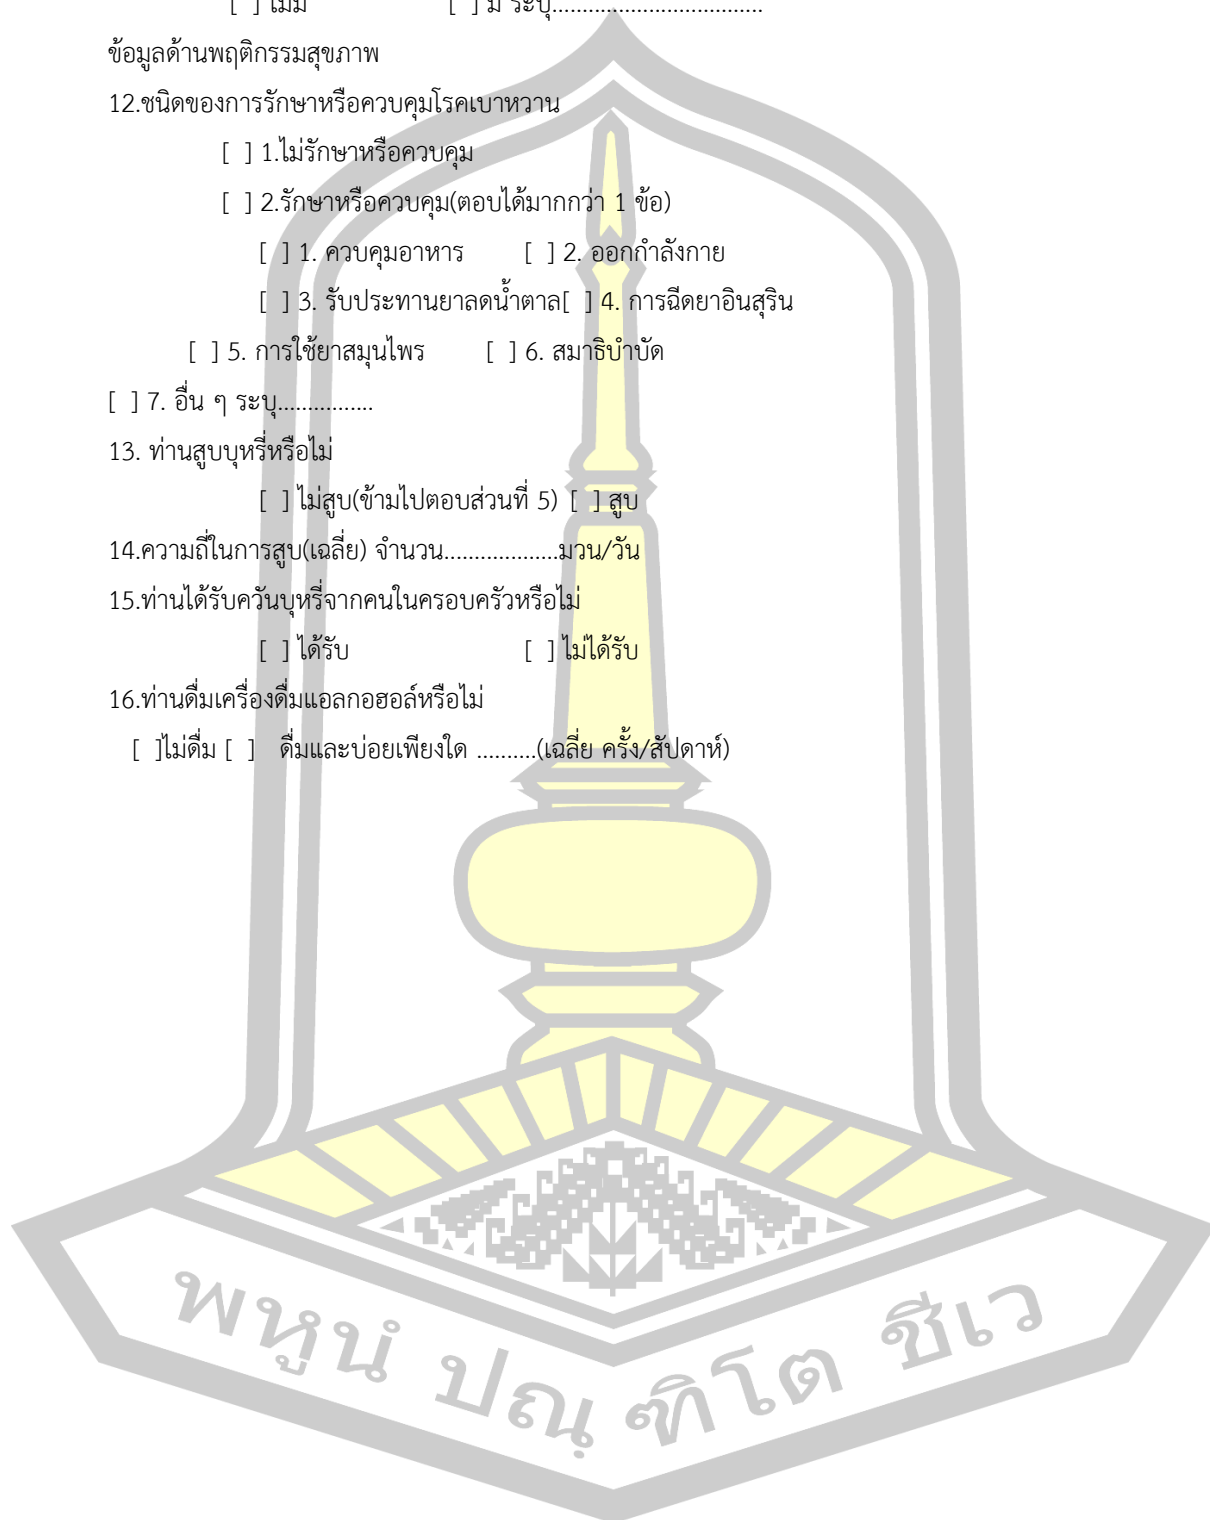 [ ] ไม่มี [ ] มี ระบุ...................................
ข้อมูลด้านพฤติกรรมสุขภาพ
12.ชนิดของการรักษาหรือควบคุมโรคเบาหวาน
[ ] 1.ไม่รักษาหรือควบคุม
[ ] 2.รักษาหรือควบคุม(ตอบได้มากกว่า 1 ข้อ)
[ ] 1. ควบคุมอาหาร [ ] 2. ออกกำลังกาย
[ ] 3. รับประทานยาลดน้ำตาล[ ] 4. การฉีดยาอินสุริน
[ ] 5. การใช้ยาสมุนไพร [ ] 6. สมาธิบำบัด
[ ] 7. อื่น ๆ ระบุ................
13. ท่านสูบบุหรี่หรือไม่
[ ] ไม่สูบ(ข้ามไปตอบส่วนที่ 5) [ ] สูบ
14.ความถี่ในการสูบ(เฉลี่ย) จำนวน...................มวน/วัน
15.ท่านได้รับควันบุหรี่จากคนในครอบครัวหรือไม่
[ ] ได้รับ [ ] ไม่ได้รับ
16.ท่านดื่มเครื่องดื่มแอลกอฮอล์หรือไม่
[ ]ไม่ดื่ม [ ] ดื่มและบ่อยเพียงใด ..........(เฉลี่ย ครั้ง/สัปดาห์)
พหูนํ ปณฺ ฑิโต ชีเว